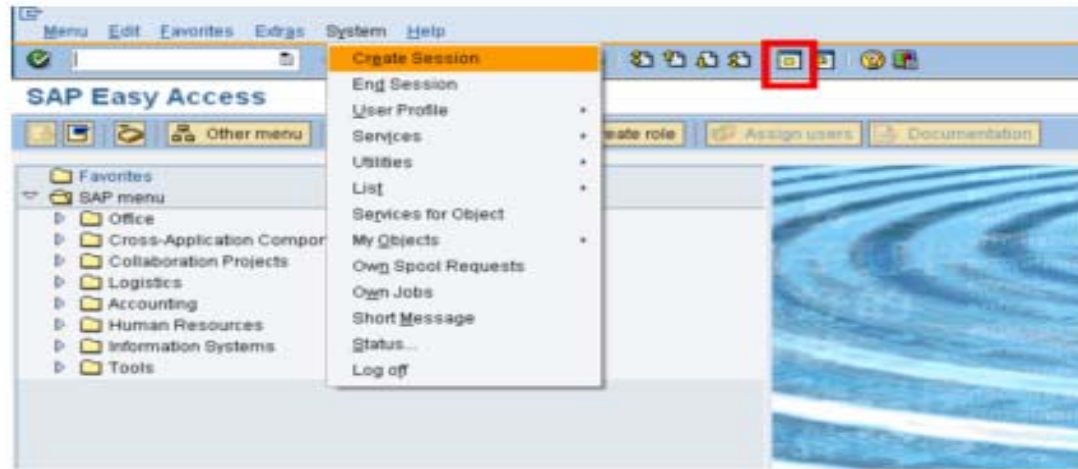 Menu Edit Favorites Extras System Help
SAP Easy Access
Other menu
eate role
Assign users
Documentation
Create Session
End Session
User Profile
Services
Utilities
List
Services for Object
My Objects
Own Spool Requests
Own Jobs
Short Message
Status...
Log off
Favorites
SAP menu
Office
Cross-Application Compor
Collaboration Projects
Logistics
Accounting
Human Resources
Information Systems
Tools